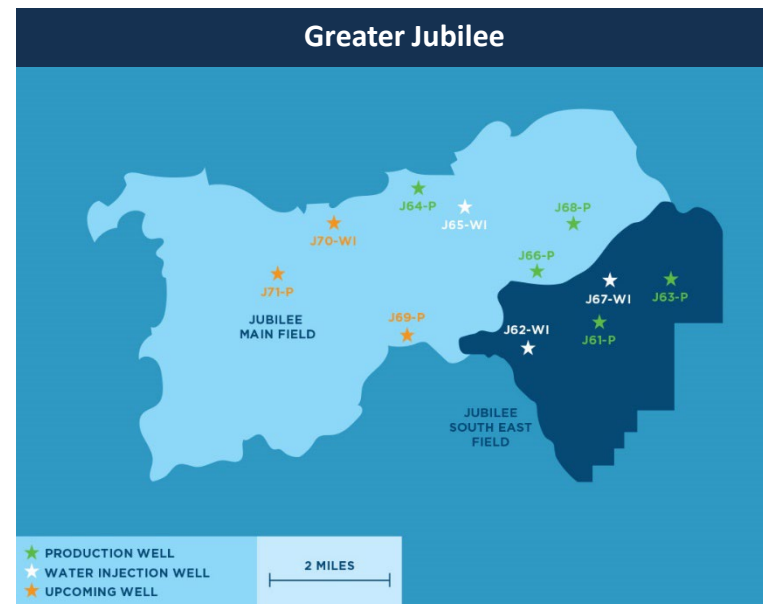 Greater Jubilee
J64-P
J65-WI
J68-P
J70-WI
J66-P
J71-P
J67-WI
J63-P
JUBILEE
MAIN FIELD
J69-P
J62-WI
J61-P
JUBILEE
SOUTH EAST
FIELD
PRODUCTION WELL
WATER INJECTION WELL
UPCOMING WELL
2 MILES